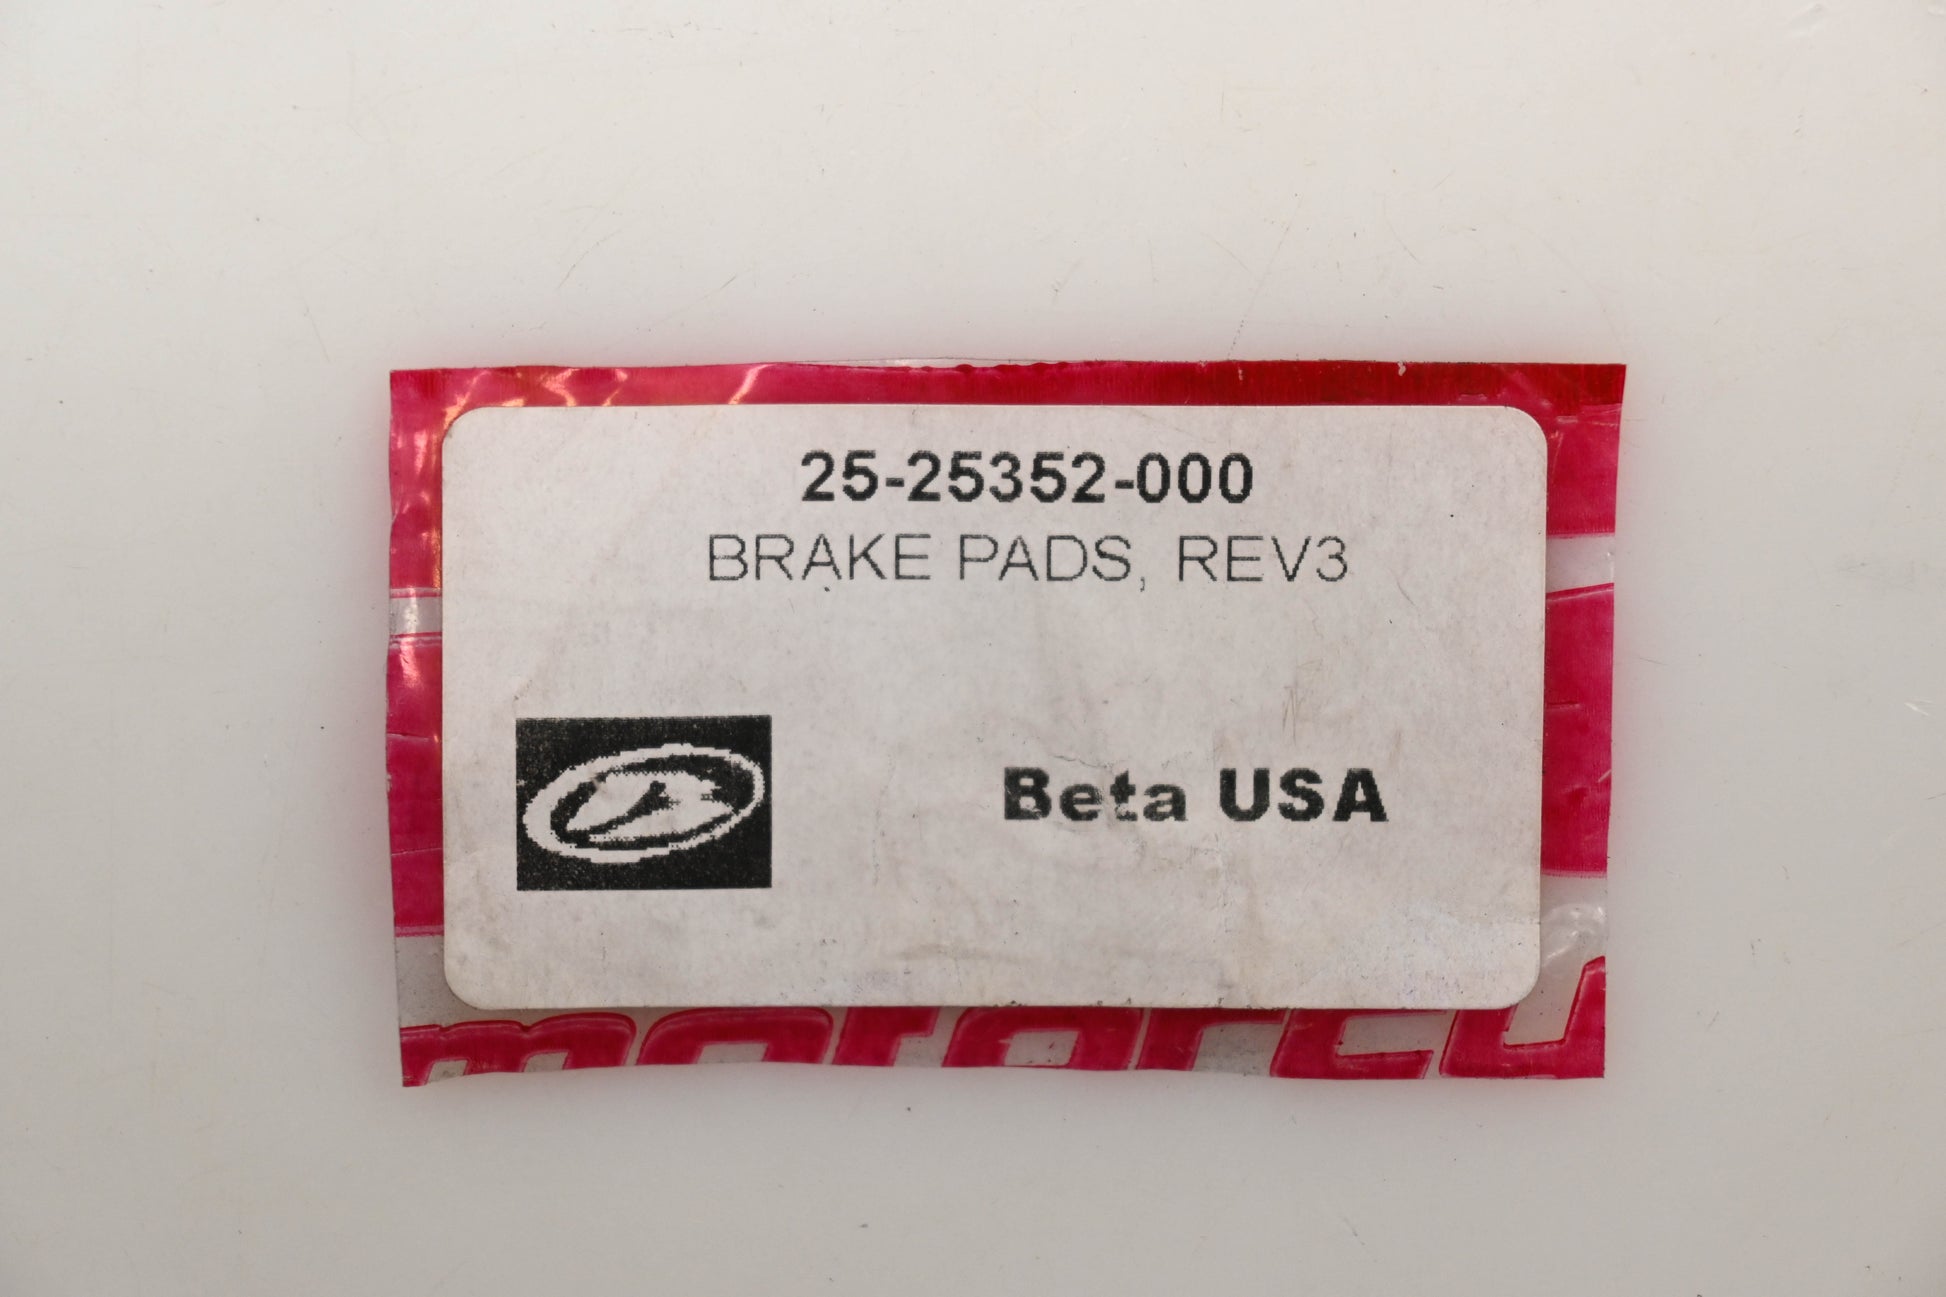 25-25352-000
BRAKE PADS, REV3
Beta USA